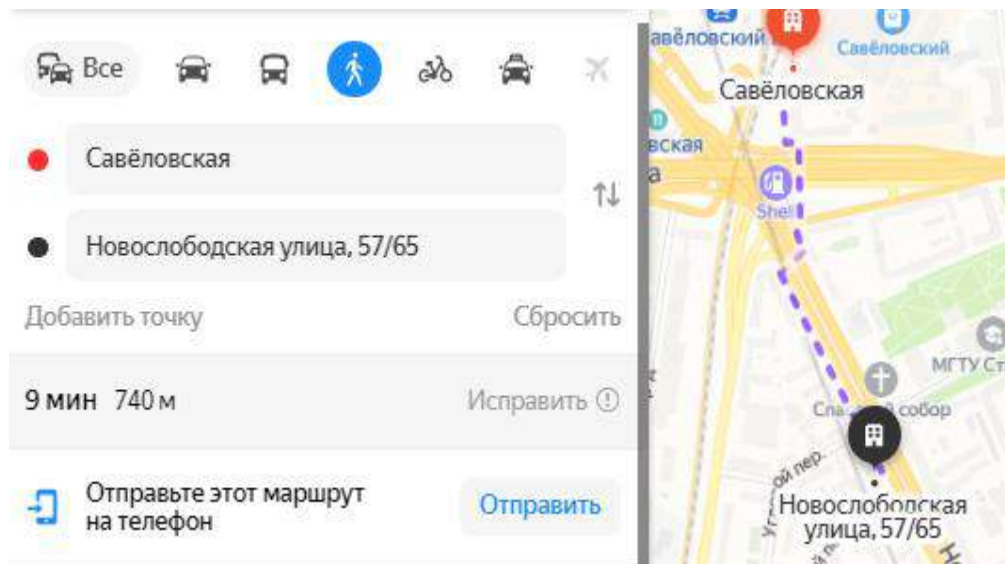 Все
Савёловская
Новослободская улица, 57/65
Добавить точку
Сбросить
9 мин 740 м
Исправить
Отправьте этот маршрут
на телефон
Отправить
Савёловский
Савёловская
Shell
МГТУ Ст
собор
Новослободская
улица, 57/65